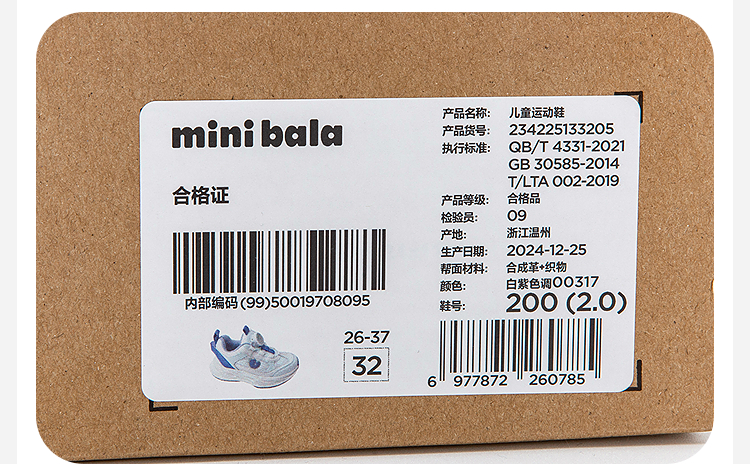 mini bala
合格证
内部编码(99)50019708095
26-37
32
产品名称: 儿童运动鞋
产品货号: 234225133205
执行标准: QB/T 4331-2021
GB 30585-2014
T/LTA 002-2019
产品等级: 合格品
检验员: 09
产地: 浙江温州
生产日期: 2024-12-25
帮面材料: 合成革+织物
颜色: 白紫色调00317
鞋号: 200 (2.0)
6 977872 260785